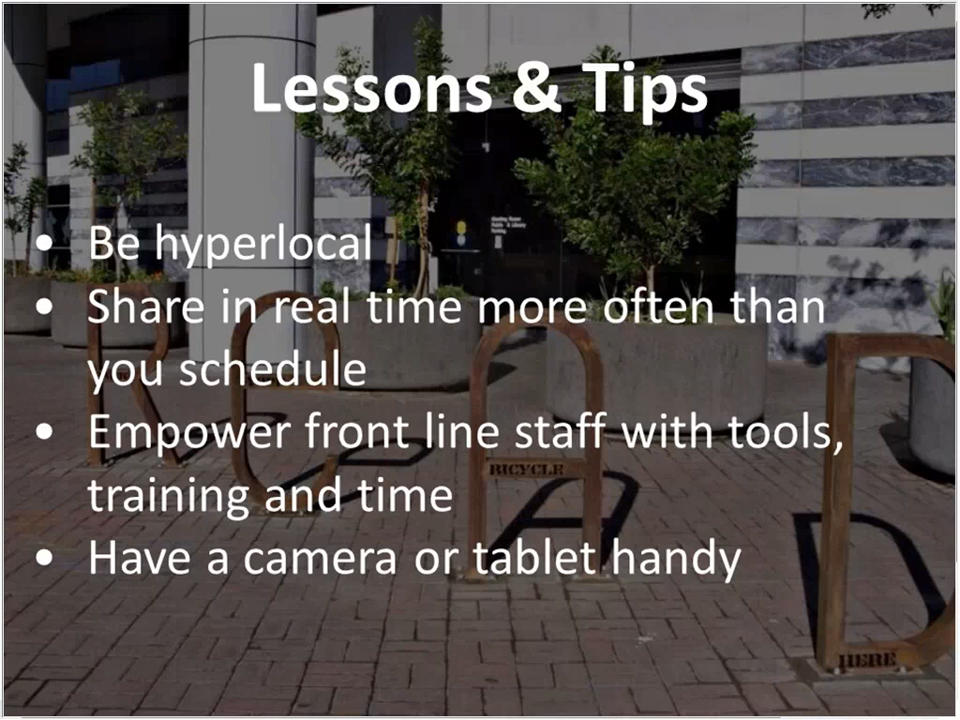 Lessons & Tips
• Be hyperlocal
• Share in real time more often than
you schedule
• Empower front line staff with tools,
training and time
• Have a camera or tablet handy
BICYCLE
HERE